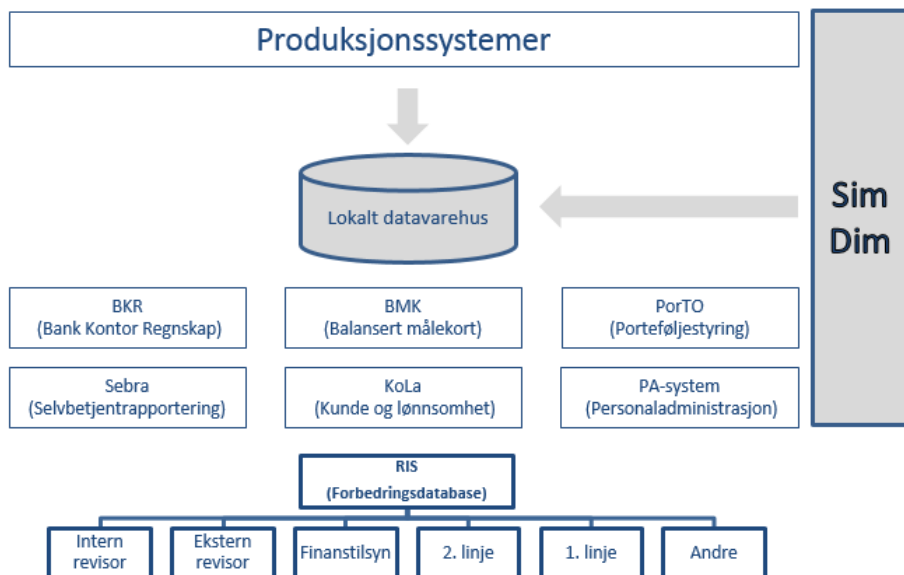 Produksjonssystemer
Sim
Dim
Lokalt datavarehus
BKR
(Bank Kontor Regnskap)
BMK
(Balansert målekort)
PorTO
(Porteføljestyring)
Sebra
(Selvbetjentrapportering)
KoLa
(Kunde og lønnsomhet)
PA-system
(Personaladministrasjon)
RIS
(Forbedringsdatabase)
Intern
revisor
Ekstern
revisor
Finanstilsyn
2. linje
1. linje
Andre